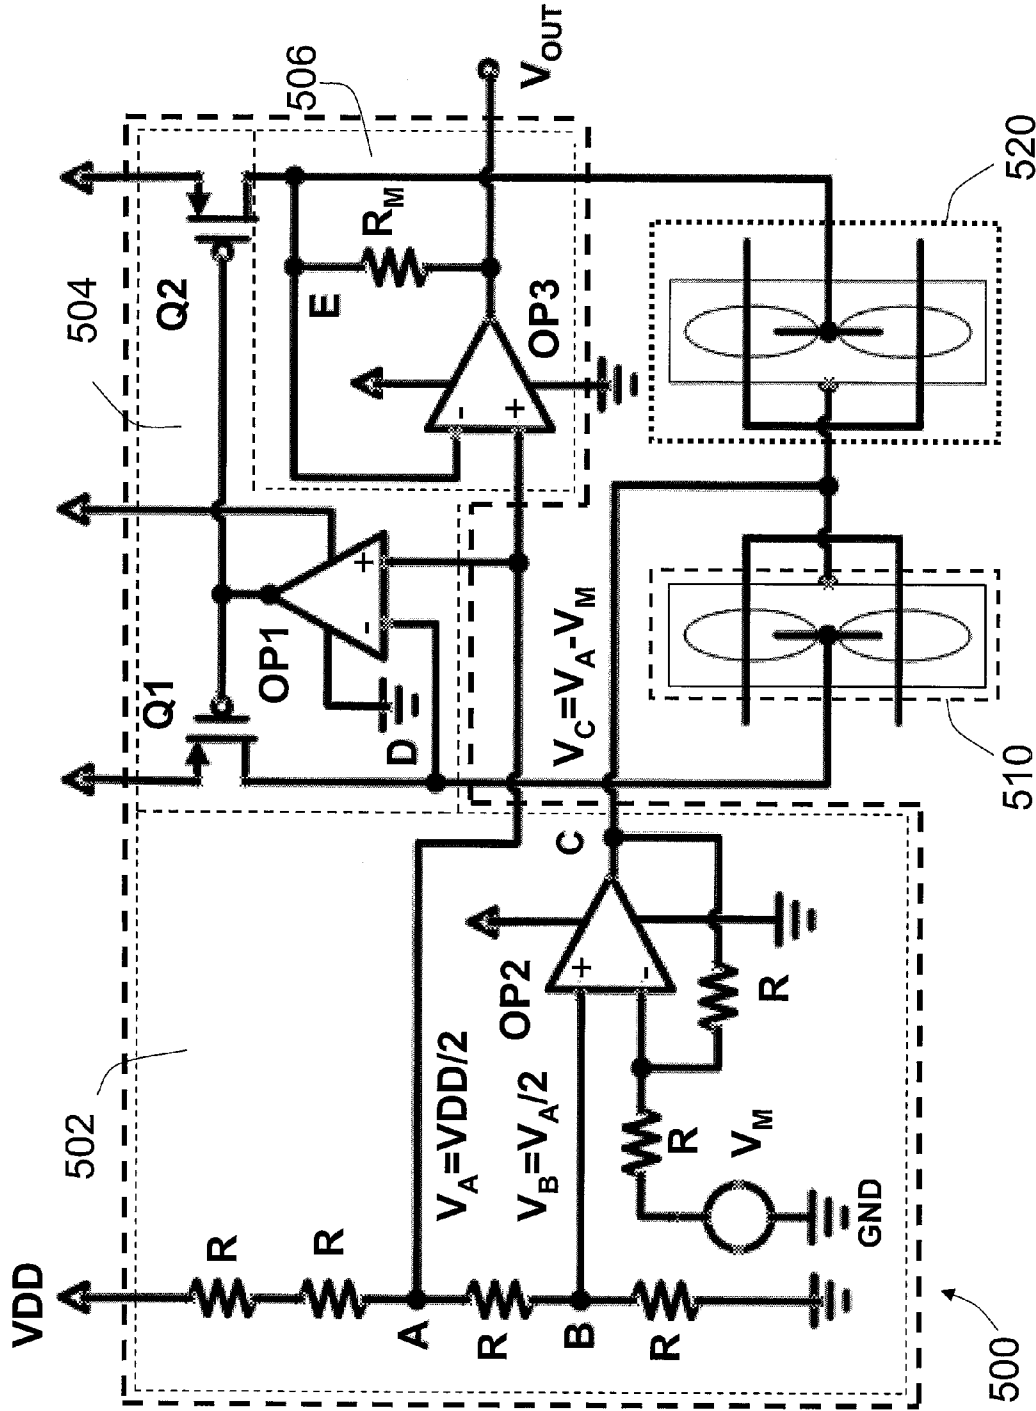 VDD
502
504
506
V_OUT
R
R
A
R
B
R
V_A=VDD/2
V_B=V_A/2
GND
V_M
R
R
OP2
+
-
C
V_C=V_A-V_M
Q1
D
OP1
-
+
Q2
E
R_M
OP3
-
+
510
520
500